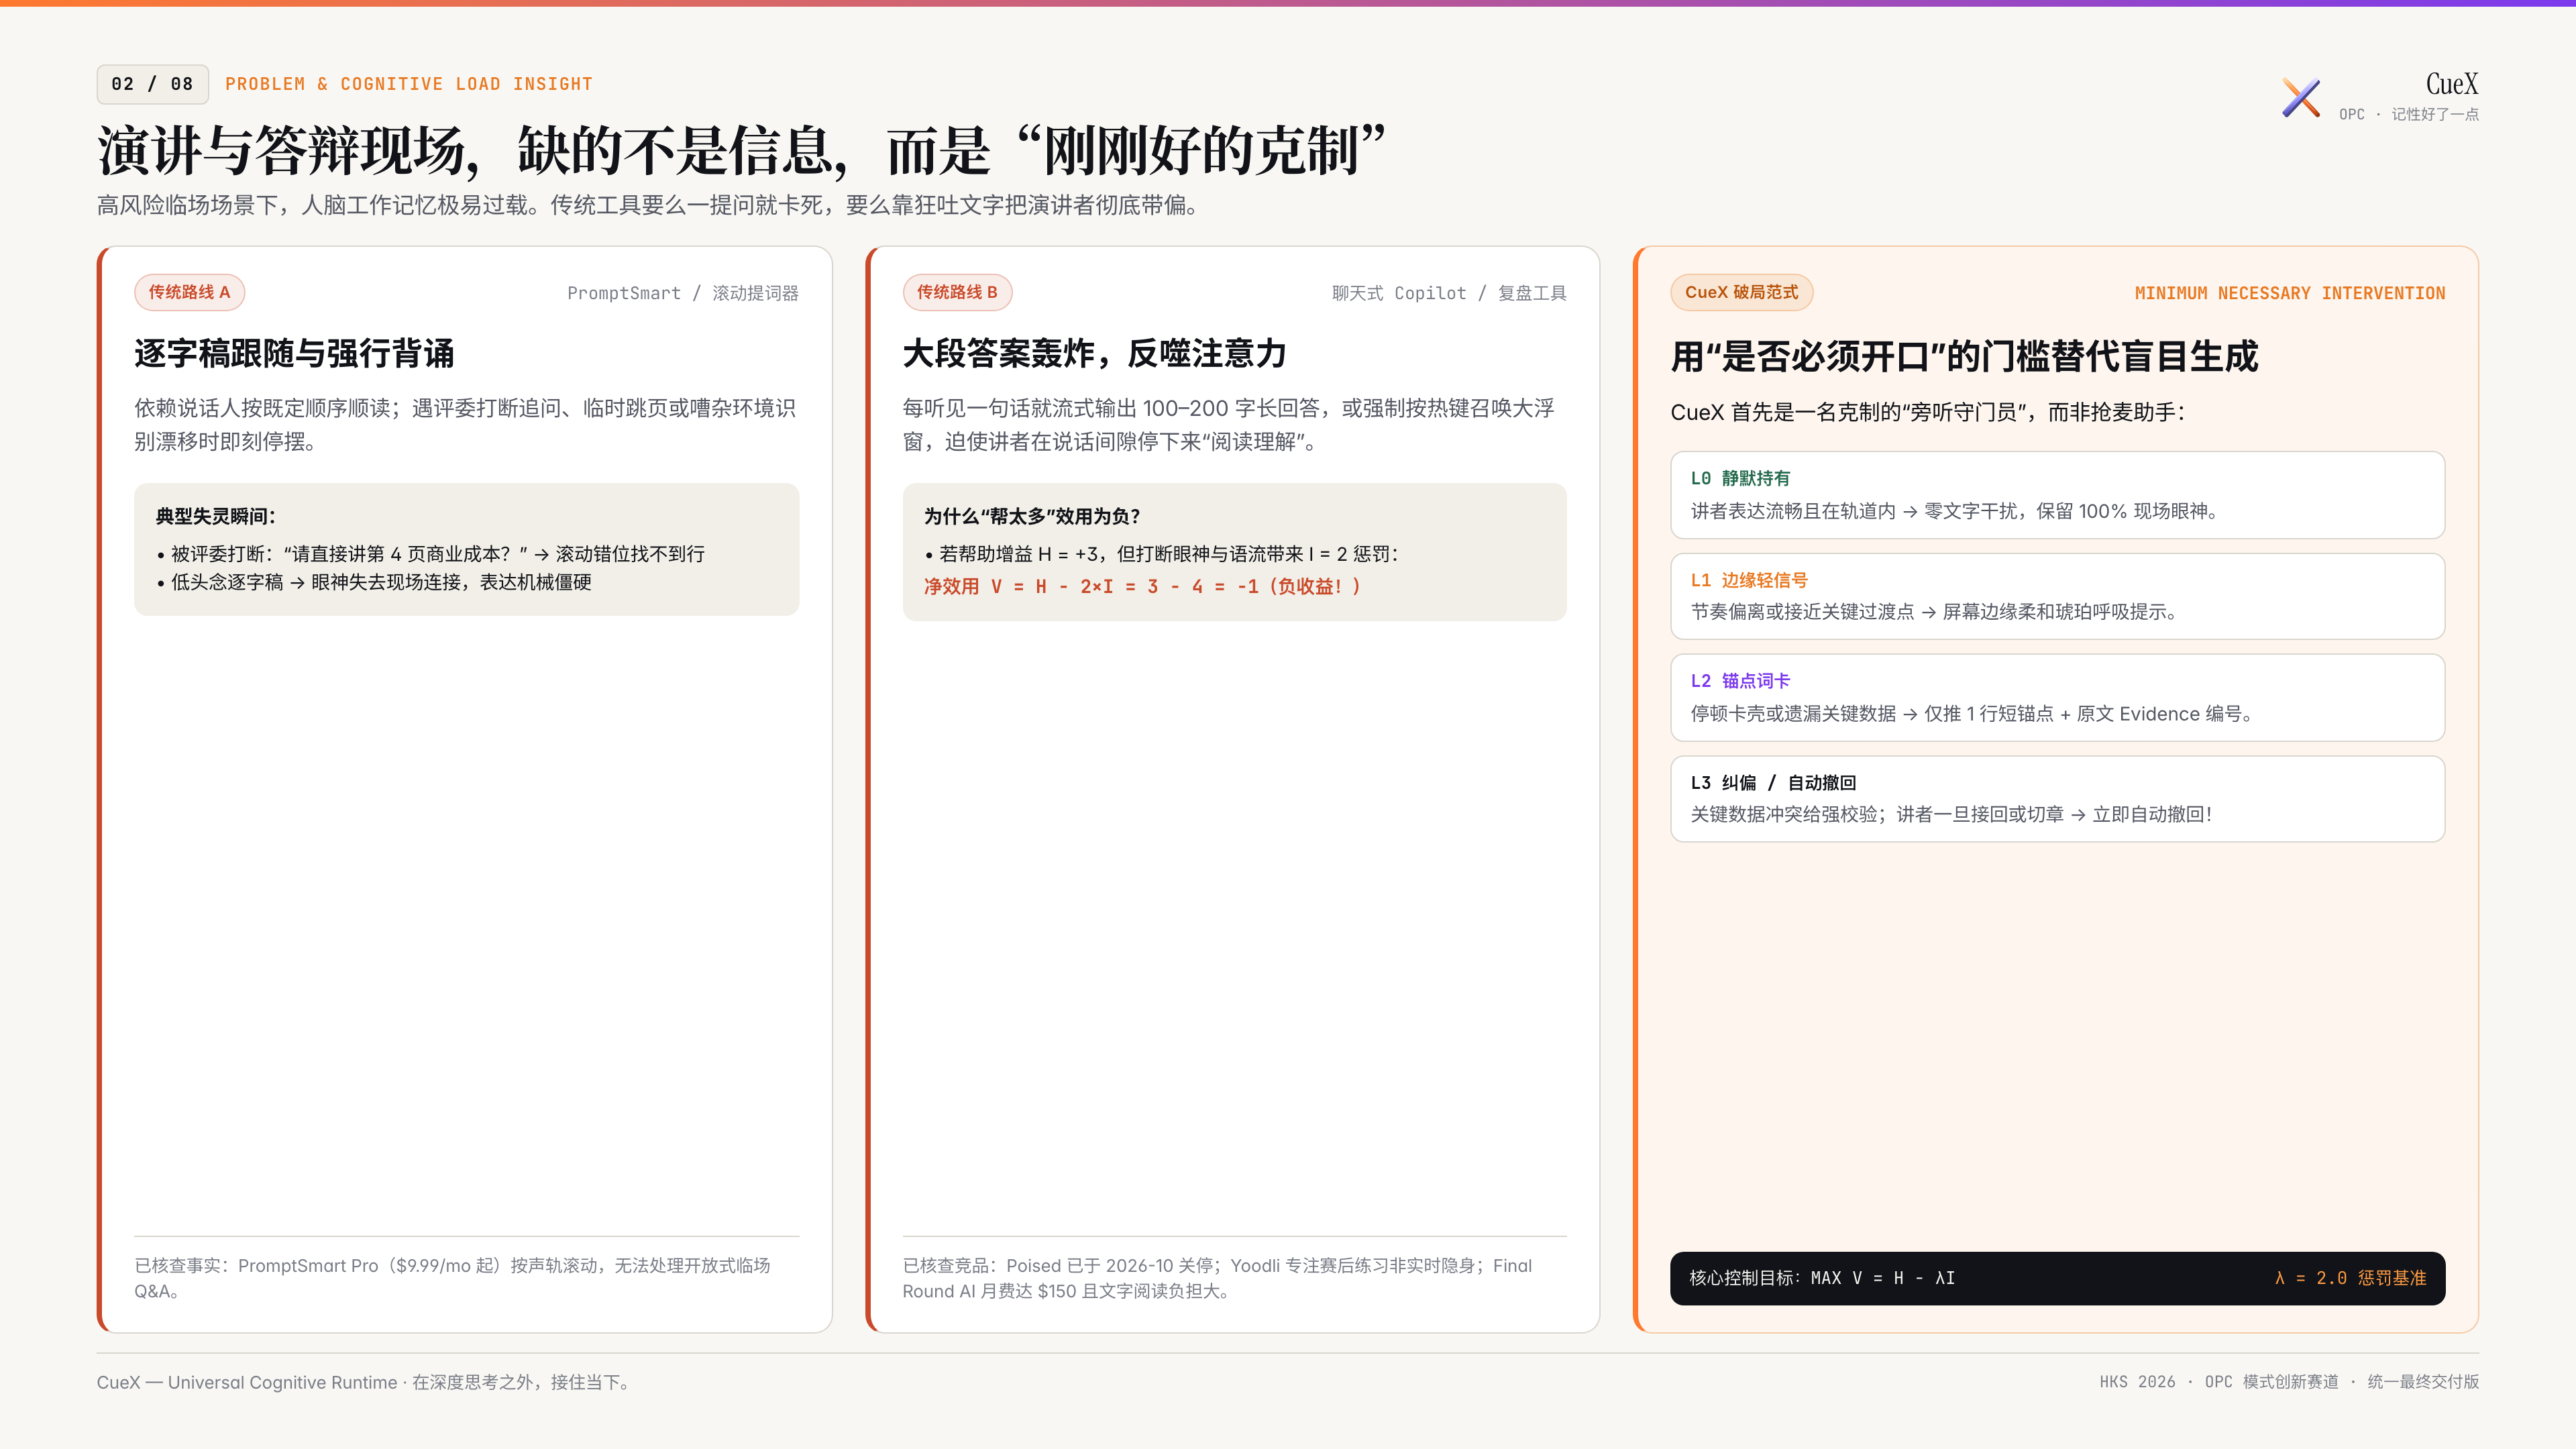 02 / 08
PROBLEM & COGNITIVE LOAD INSIGHT
演讲与答辩现场，缺的不是信息，而是“刚刚好的克制”
高风险临场场景下，人脑工作记忆极易过载。传统工具要么一提问就卡死，要么靠狂吐文字把演讲者彻底带偏。
CueX
OPC · 记性好了一点
传统路线 A
PromptSmart / 滚动提词器
逐字稿跟随与强行背诵
依赖说话人按既定顺序顺读；遇评委打断追问、临时跳页或嘈杂环境识
别漂移时即刻停摆。
典型失灵瞬间：
• 被评委打断：“请直接讲第 4 页商业成本？” → 滚动错位找不到行
• 低头念逐字稿 → 眼神失去现场连接，表达机械僵硬
已核查事实：PromptSmart Pro（$9.99/mo 起）按声轨滚动，无法处理开放式临场
Q&A。
传统路线 B
聊天式 Copilot / 复盘工具
大段答案轰炸，反噬注意力
每听见一句话就流式输出 100–200 字长回答，或强制按热键召唤大浮
窗，迫使讲者在说话间隙停下来“阅读理解”。
为什么“帮太多”效用为负？
• 若帮助增益 H = +3，但打断眼神与语流带来 I = 2 惩罚：
净效用 V = H - 2×I = 3 - 4 = -1（负收益！）
已核查竞品：Poised 已于 2026-10 关停；Yoodli 专注赛后练习非实时隐身；Final
Round AI 月费达 $150 且文字阅读负担大。
CueX 破局范式
MINIMUM NECESSARY INTERVENTION
用“是否必须开口”的门槛替代盲目生成
CueX 首先是一名克制的“旁听守门员”，而非抢麦助手：
L0 静默持有
讲者表达流畅且在轨道内 → 零文字干扰，保留 100% 现场眼神。
L1 边缘轻信号
节奏偏离或接近关键过渡点 → 屏幕边缘柔和琥珀呼吸提示。
L2 锚点词卡
停顿卡壳或遗漏关键数据 → 仅推 1 行短锚点 + 原文 Evidence 编号。
L3 纠偏 / 自动撤回
关键数据冲突给强校验；讲者一旦接回或切章 → 立即自动撤回！
核心控制目标：MAX V = H - λI
λ = 2.0 惩罚基准
CueX — Universal Cognitive Runtime · 在深度思考之外，接住当下。
HKS 2026 · OPC 模式创新赛道 · 统一最终交付版